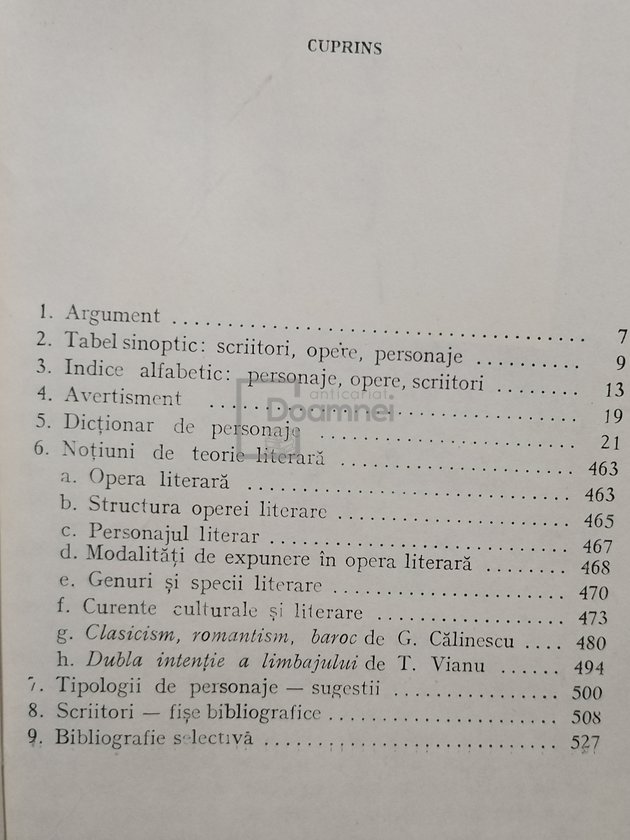 CUPRINS
1. Argument .......... 7
2. Tabel sinoptic: scriitori, opere, personaje .......... 9
3. Indice alfabetic: personaje, opere, scriitori .......... 13
4. Avertisment .......... 19
5. Dicționar de personaje .......... 21
6. Noțiuni de teorie literară .......... 463
a. Opera literară .......... 463
b. Structura operei literare .......... 465
c. Personajul literar .......... 467
d. Modalități de expunere în opera literară .......... 468
e. Genuri și specii literare .......... 470
f. Curente culturale și literare .......... 473
g. Clasicism, romantism, baroc de G. Călinescu .... 480
h. Dubla intenție a limbajului de T. Vianu .......... 494
7. Tipologii de personaje — sugestii .......... 500
8. Scriitori — fișe bibliografice .......... 508
9. Bibliografie selectivă .......... 527
anticariat
Doamnei